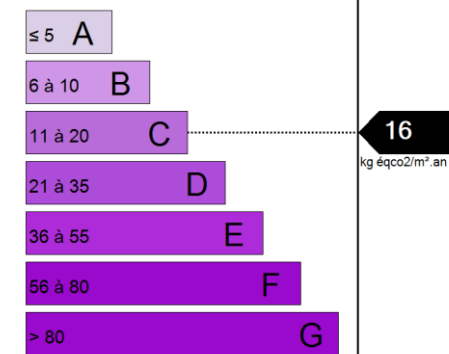 ≤ 5 A
6 à 10 B
11 à 20 C
16
kg éqco2/m².an
21 à 35 D
36 à 55 E
56 à 80 F
> 80 G